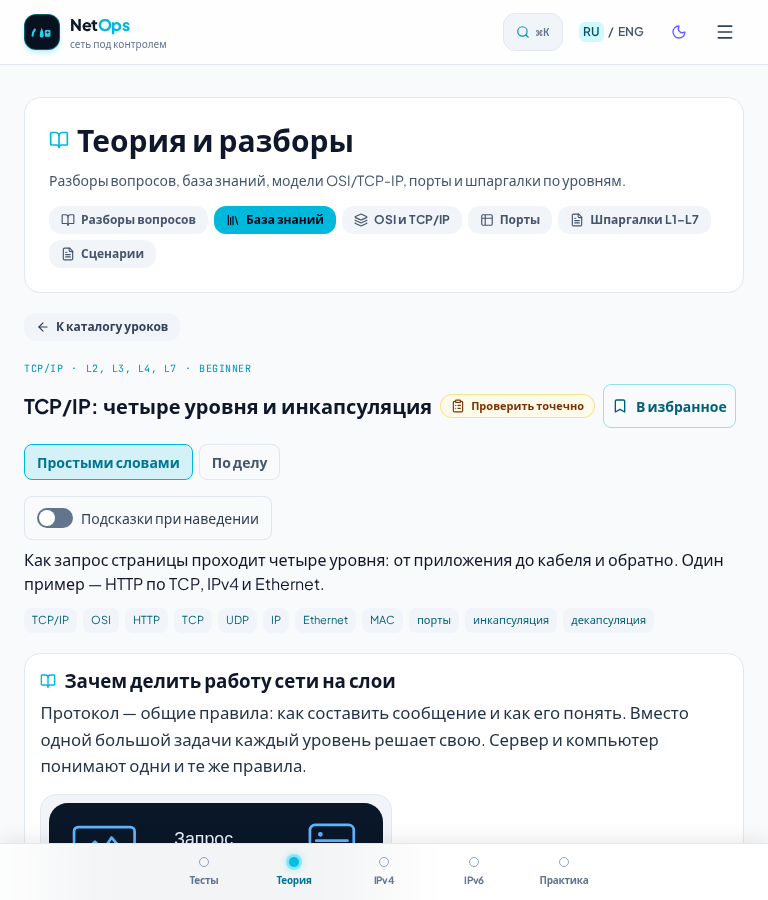 NetOps
сеть под контролем
⌘K
RU / ENG
Теория и разборы
Разборы вопросов, база знаний, модели OSI/TCP-IP, порты и шпаргалки по уровням.
Разборы вопросов
База знаний
OSI и TCP/IP
Порты
Шпаргалки L1–L7
Сценарии
К каталогу уроков
TCP/IP · L2, L3, L4, L7 · BEGINNER
TCP/IP: четыре уровня и инкапсуляция
Проверить точечно
В избранное
Простыми словами
По делу
Подсказки при наведении
Как запрос страницы проходит четыре уровня: от приложения до кабеля и обратно. Один
пример — HTTP по TCP, IPv4 и Ethernet.
TCP/IP
OSI
HTTP
TCP
UDP
IP
Ethernet
MAC
порты
инкапсуляция
декапсуляция
Зачем делить работу сети на слои
Протокол — общие правила: как составить сообщение и как его понять. Вместо
одной большой задачи каждый уровень решает свою. Сервер и компьютер
понимают одни и те же правила.
Запрос
Тесты
Теория
IPv4
IPv6
Практика